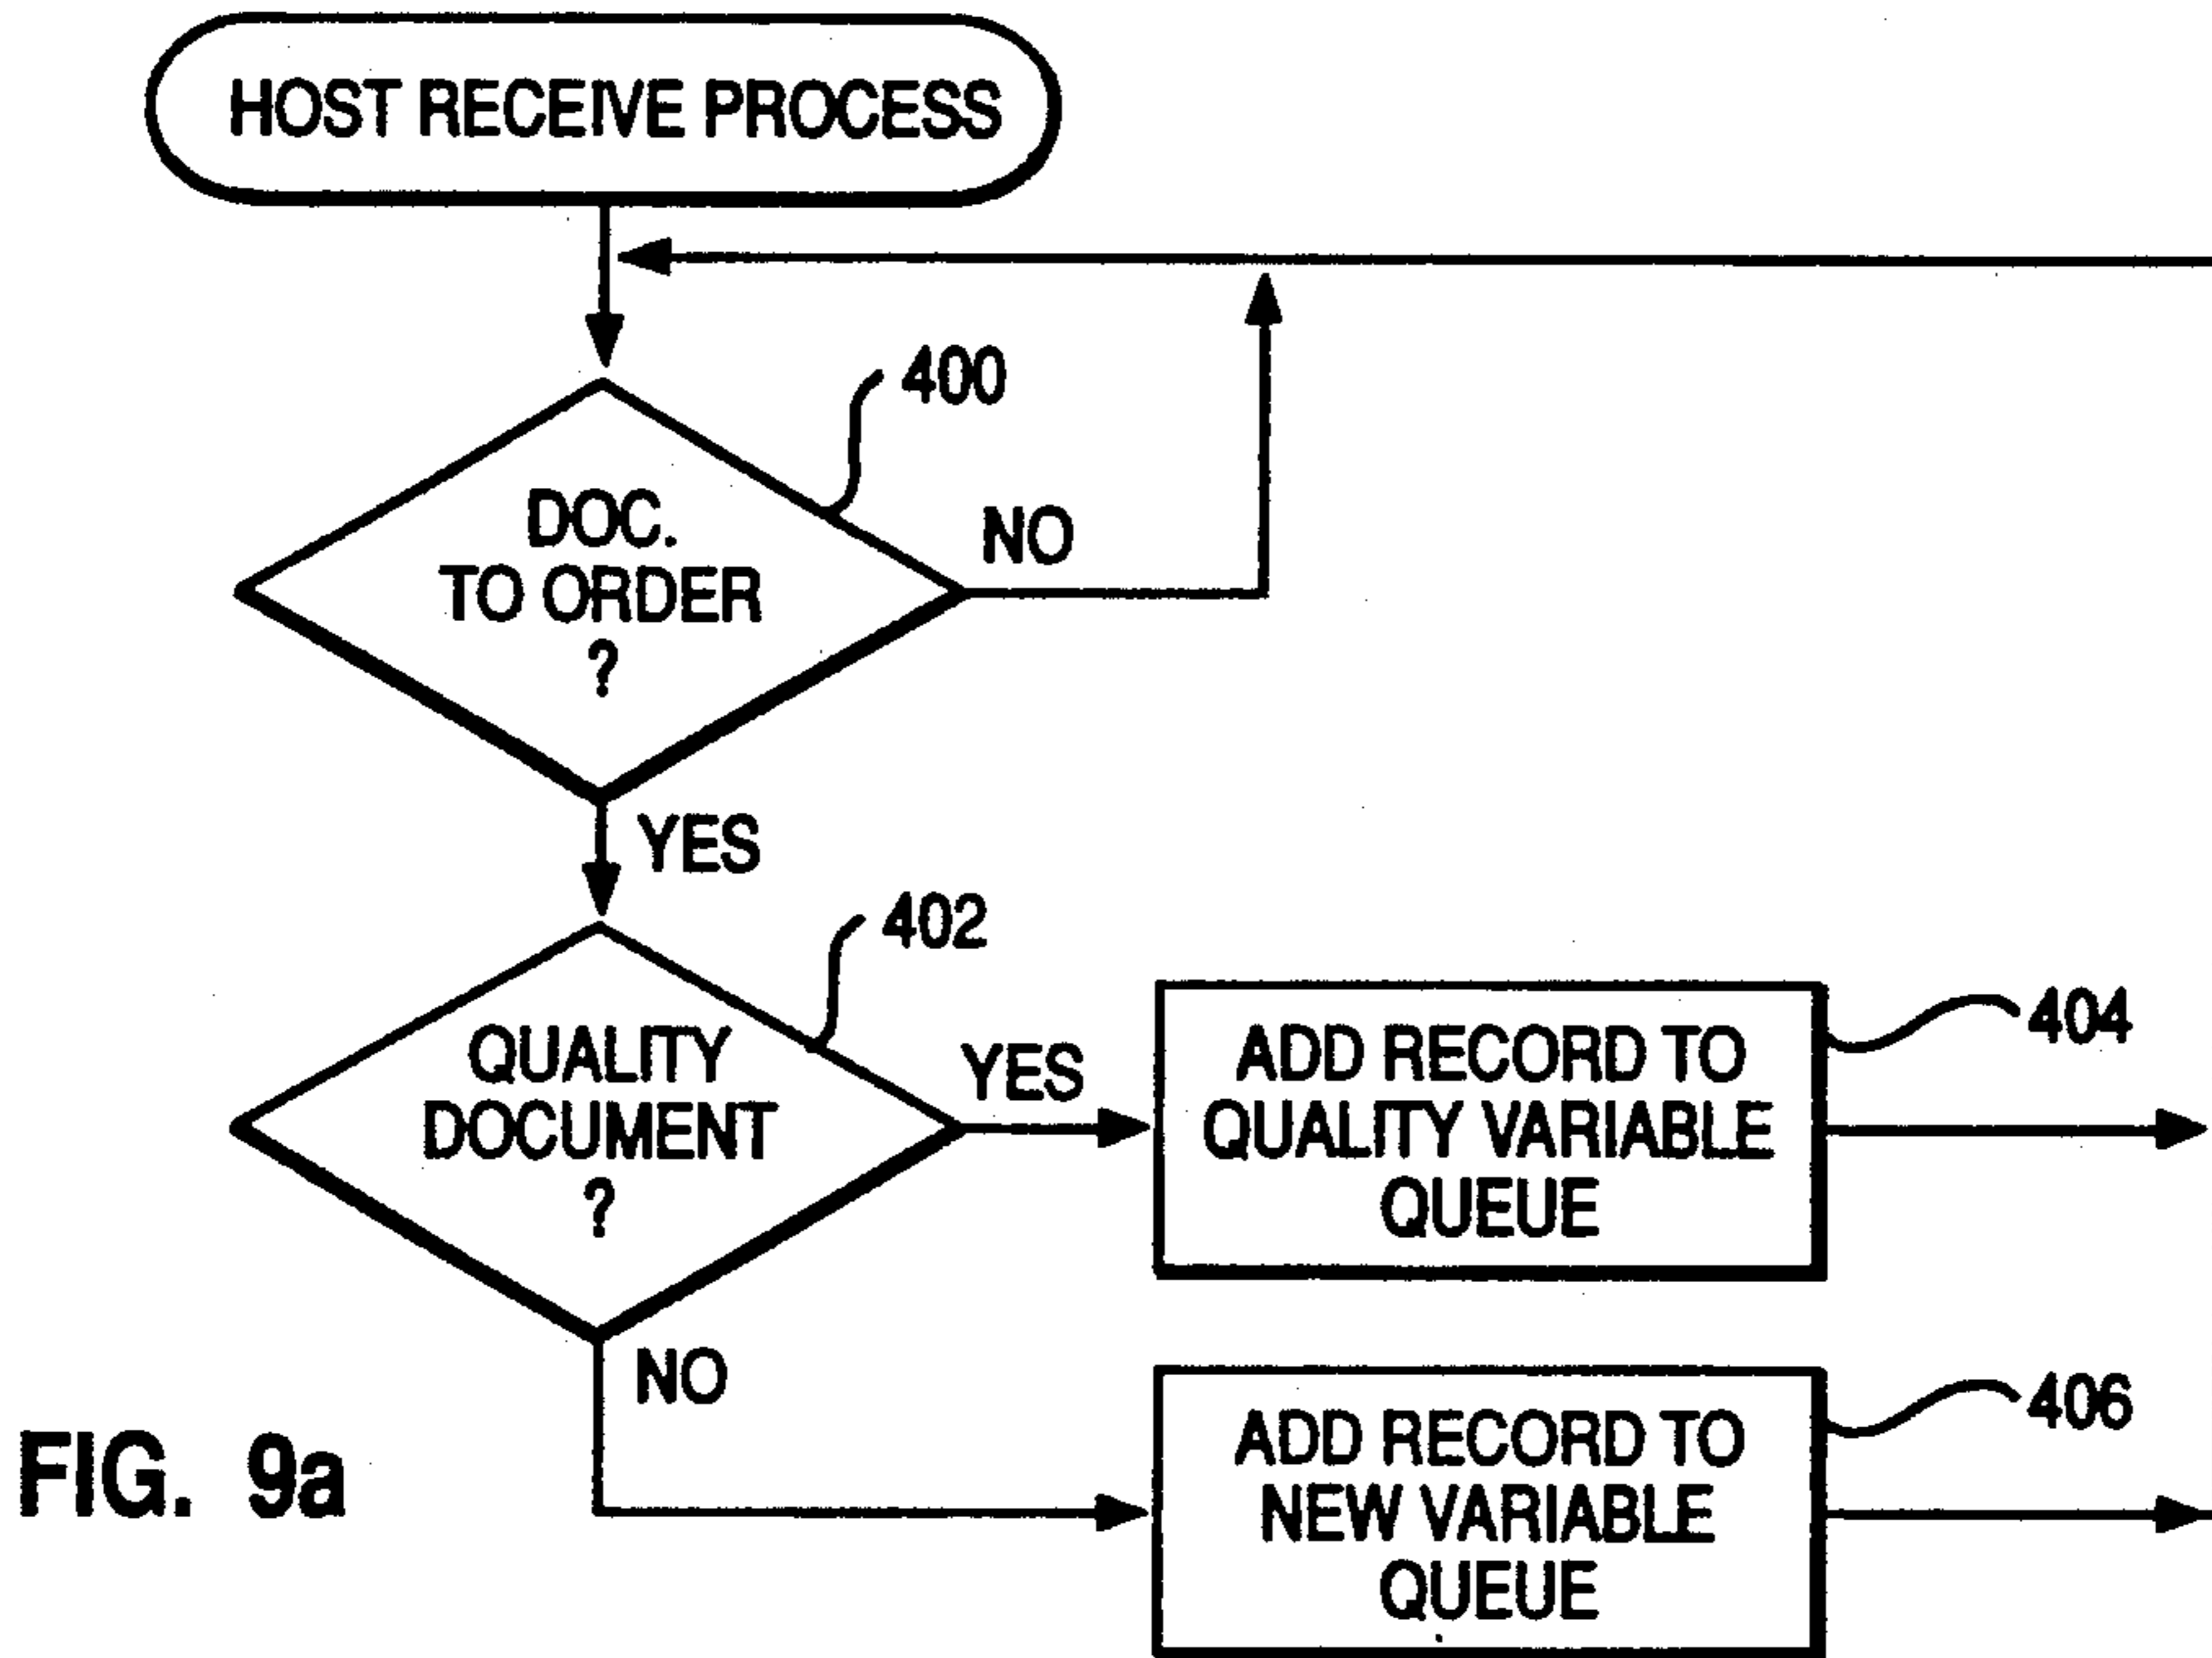 HOST RECEIVE PROCESS
400
DOC.
TO ORDER
?
NO
YES
402
QUALITY
DOCUMENT
?
YES
ADD RECORD TO
QUALITY VARIABLE
QUEUE
404
NO
ADD RECORD TO
NEW VARIABLE
QUEUE
406
FIG. 9a